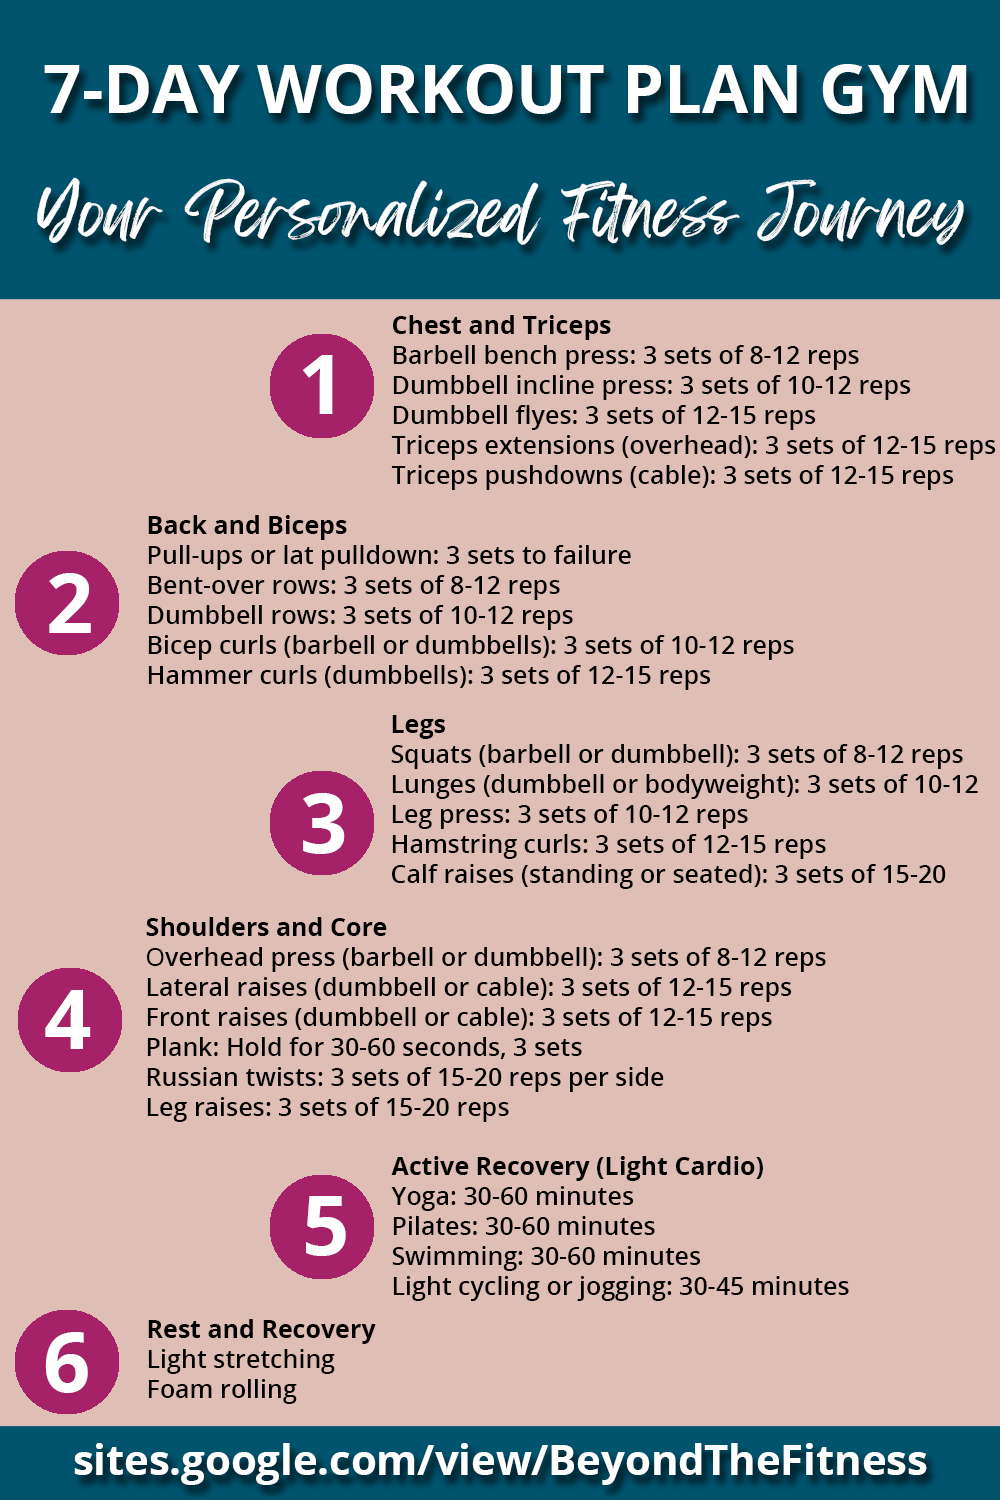 7-DAY WORKOUT PLAN GYM
Your Personalized Fitness Journey
1
Chest and Triceps
Barbell bench press: 3 sets of 8-12 reps
Dumbbell incline press: 3 sets of 10-12 reps
Dumbbell flyes: 3 sets of 12-15 reps
Triceps extensions (overhead): 3 sets of 12-15 reps
Triceps pushdowns (cable): 3 sets of 12-15 reps
2
Back and Biceps
Pull-ups or lat pulldown: 3 sets to failure
Bent-over rows: 3 sets of 8-12 reps
Dumbbell rows: 3 sets of 10-12 reps
Bicep curls (barbell or dumbbells): 3 sets of 10-12 reps
Hammer curls (dumbbells): 3 sets of 12-15 reps
3
Legs
Squats (barbell or dumbbell): 3 sets of 8-12 reps
Lunges (dumbbell or bodyweight): 3 sets of 10-12
Leg press: 3 sets of 10-12 reps
Hamstring curls: 3 sets of 12-15 reps
Calf raises (standing or seated): 3 sets of 15-20
4
Shoulders and Core
Overhead press (barbell or dumbbell): 3 sets of 8-12 reps
Lateral raises (dumbbell or cable): 3 sets of 12-15 reps
Front raises (dumbbell or cable): 3 sets of 12-15 reps
Plank: Hold for 30-60 seconds, 3 sets
Russian twists: 3 sets of 15-20 reps per side
Leg raises: 3 sets of 15-20 reps
5
Active Recovery (Light Cardio)
Yoga: 30-60 minutes
Pilates: 30-60 minutes
Swimming: 30-60 minutes
Light cycling or jogging: 30-45 minutes
6
Rest and Recovery
Light stretching
Foam rolling
sites.google.com/view/BeyondTheFitness